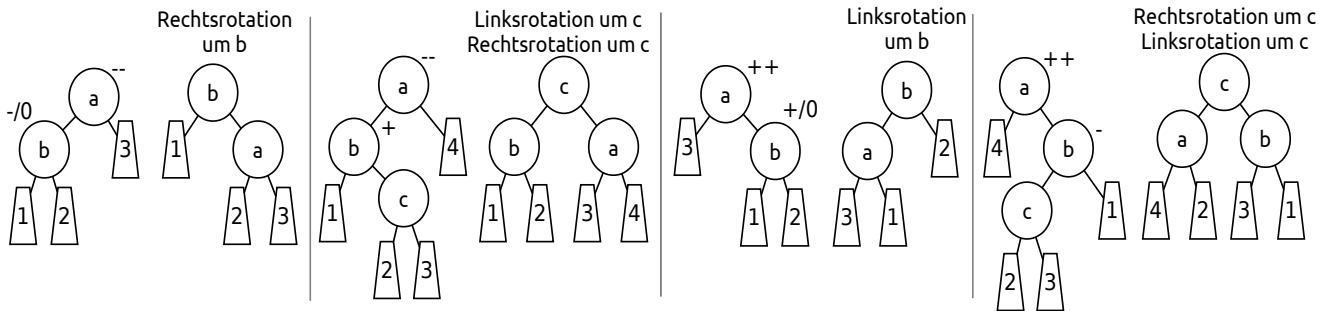 Rechtsrotation
um b
--
a
-/0
b
3
1
2
b
1
a
2
3
Linksrotation um c
Rechtsrotation um c
--
a
+
b
4
1
c
2
3
c
b
a
1
2
3
4
Linksrotation
um b
++
a
+/0
3
b
1
2
b
a
2
3
1
Rechtsrotation um c
Linksrotation um c
++
a
-
4
b
c
1
2
3
c
a
b
4
2
3
1